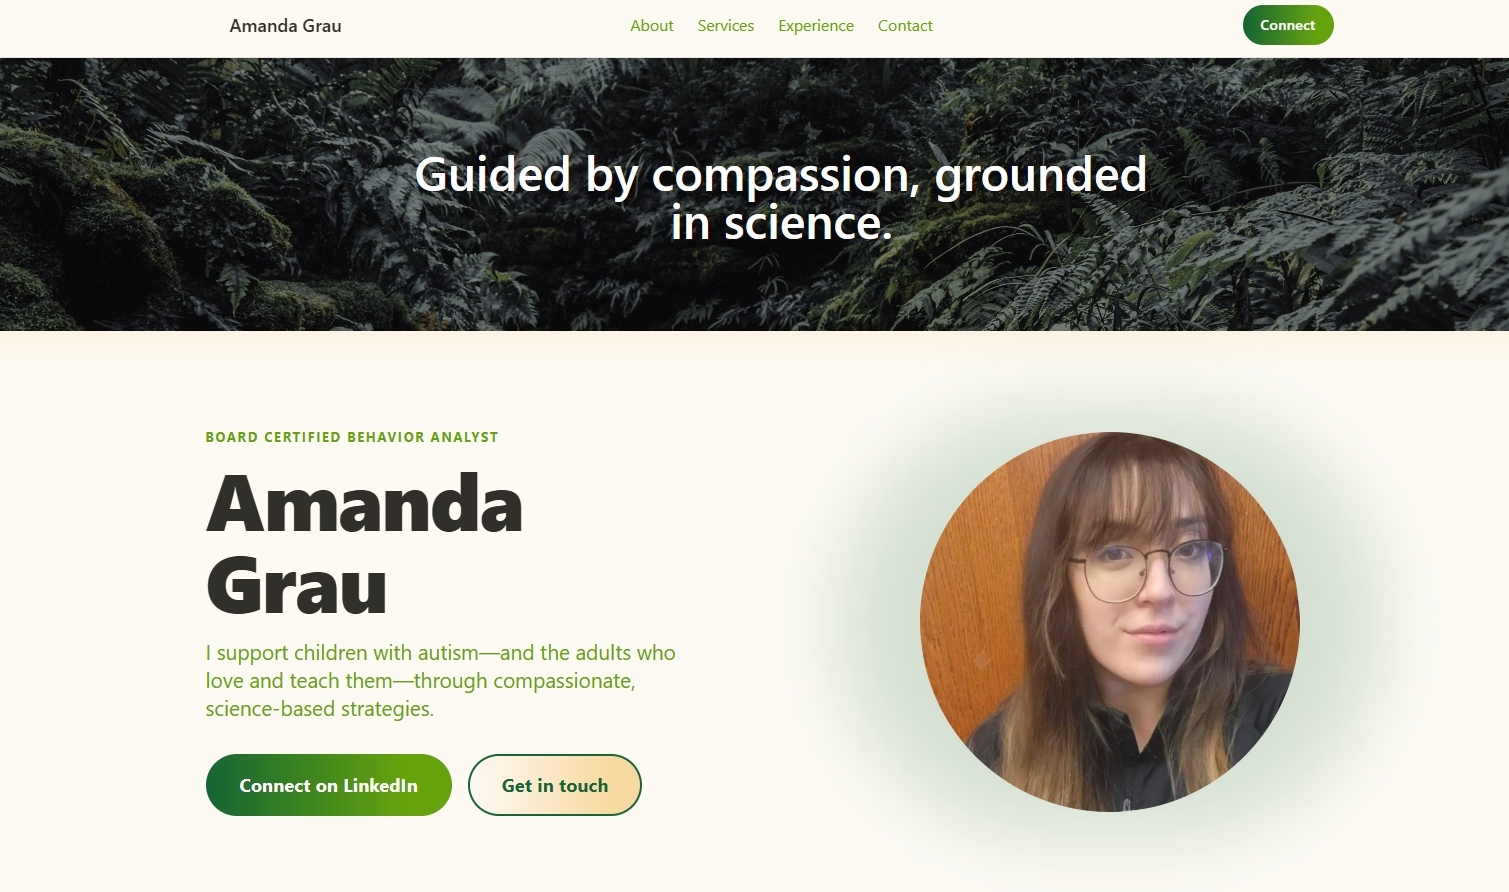 Amanda Grau
About
Services
Experience
Contact
Connect
Guided by compassion, grounded
in science.
BOARD CERTIFIED BEHAVIOR ANALYST
Amanda
Grau
I support children with autism—and the adults who
love and teach them—through compassionate,
science-based strategies.
Connect on LinkedIn
Get in touch